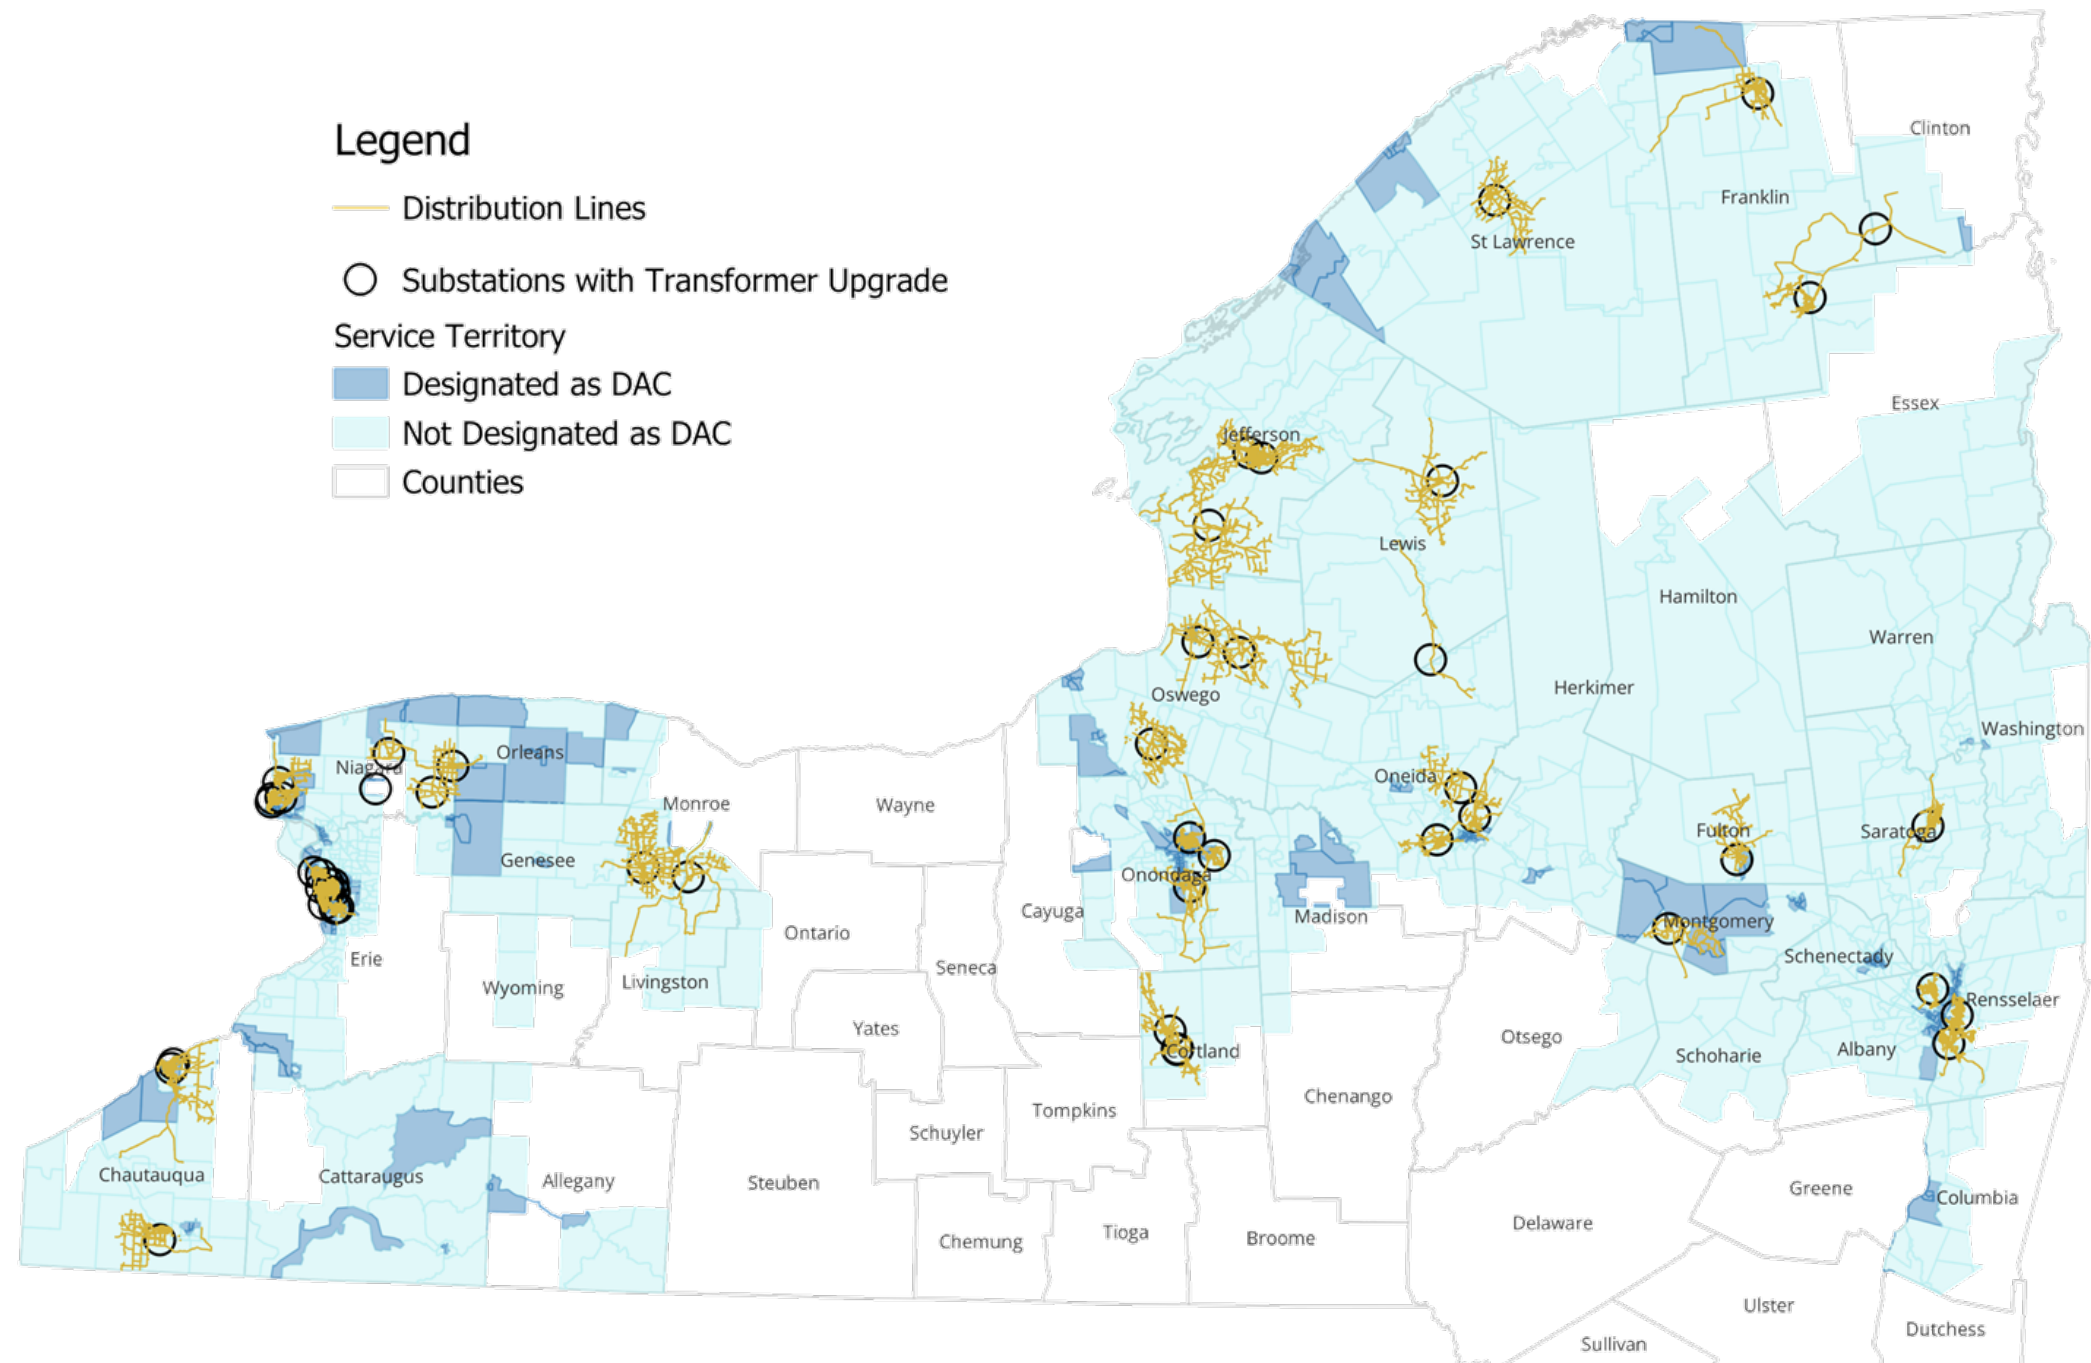 Legend
Distribution Lines
Substations with Transformer Upgrade
Service Territory
Designated as DAC
Not Designated as DAC
Counties
Clinton
Franklin
St Lawrence
Essex
Jefferson
Lewis
Hamilton
Warren
Herkimer
Oswego
Washington
Orleans
Niagara
Oneida
Monroe
Wayne
Fulton
Saratoga
Genesee
Onondaga
Cayuga
Madison
Montgomery
Ontario
Erie
Schenectady
Seneca
Livingston
Wyoming
Rensselaer
Yates
Otsego
Cortland
Albany
Schoharie
Chenango
Tompkins
Schuyler
Chautauqua
Cattaraugus
Allegany
Steuben
Greene
Columbia
Delaware
Tioga
Broome
Chemung
Ulster
Dutchess
Sullivan